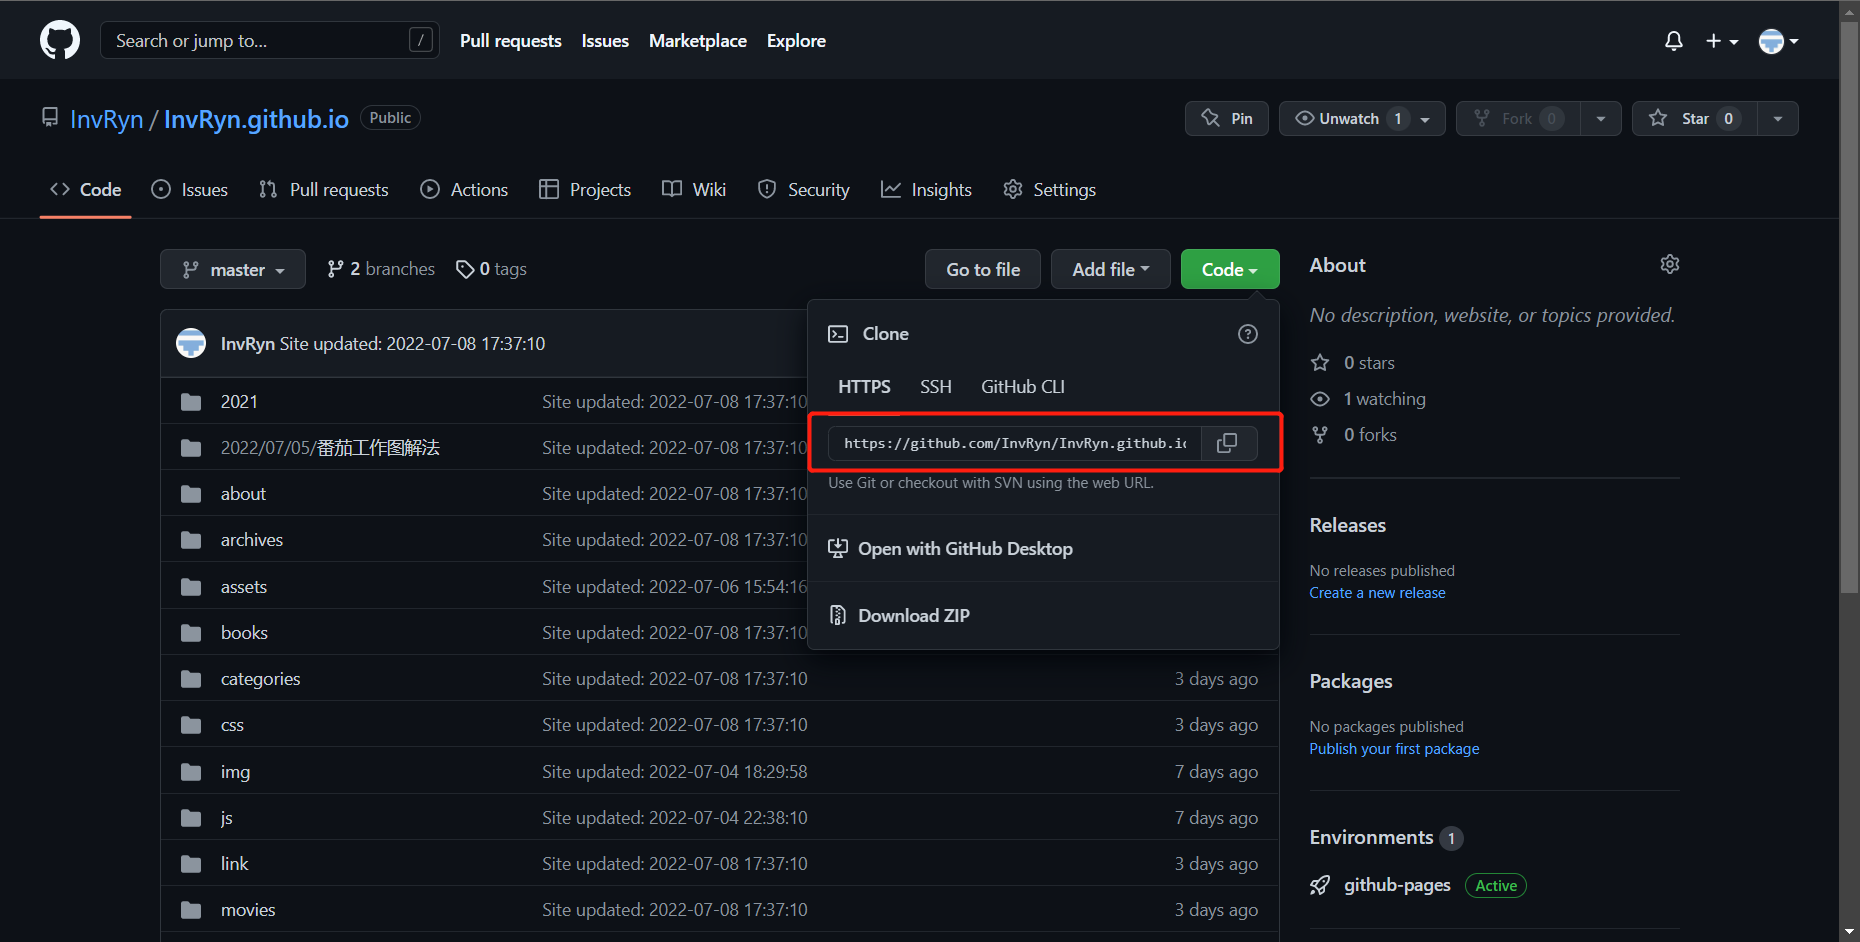 Search or jump to... /
Pull requests Issues Marketplace Explore
InvRyn / InvRyn.github.io Public
Pin Unwatch 1 Fork 0 Star 0
Code Issues Pull requests Actions Projects Wiki Security Insights Settings
master 2 branches 0 tags Go to file Add file Code
InvRyn Site updated: 2022-07-08 17:37:10
2021 Site updated: 2022-07-08 17:37:10
2022/07/05/番茄工作图解法 Site updated: 2022-07-08 17:37:10
about Site updated: 2022-07-08 17:37:10
archives Site updated: 2022-07-08 17:37:10
assets Site updated: 2022-07-06 15:54:16
books Site updated: 2022-07-08 17:37:10
categories Site updated: 2022-07-08 17:37:10 3 days ago
css Site updated: 2022-07-08 17:37:10 3 days ago
img Site updated: 2022-07-04 18:29:58 7 days ago
js Site updated: 2022-07-04 22:38:10 7 days ago
link Site updated: 2022-07-08 17:37:10 3 days ago
movies Site updated: 2022-07-08 17:37:10 3 days ago
Clone
HTTPS SSH GitHub CLI
https://github.com/InvRyn/InvRyn.github.io
Use Git or checkout with SVN using the web URL.
Open with GitHub Desktop
Download ZIP
About
No description, website, or topics provided.
0 stars
1 watching
0 forks
Releases
No releases published
Create a new release
Packages
No packages published
Publish your first package
Environments 1
github-pages Active